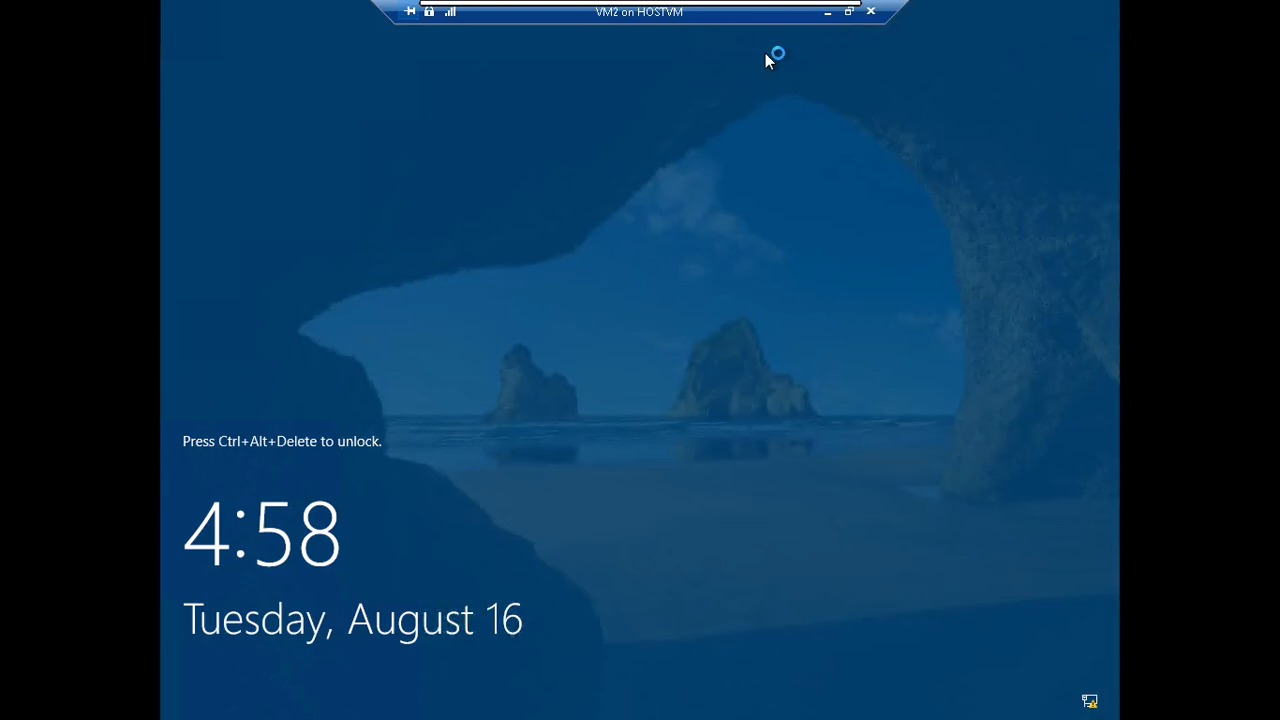 VM2 on HOSTVM
Press Ctrl+Alt+Delete to unlock.
4:58
Tuesday, August 16